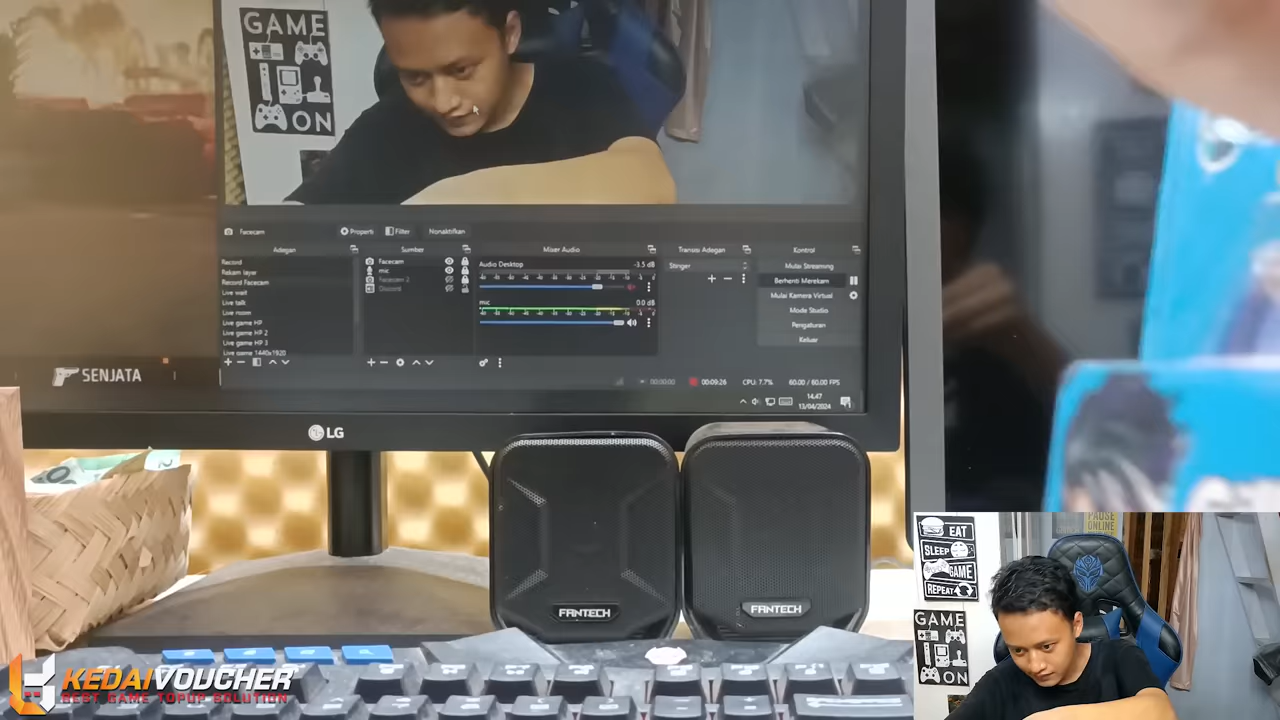 GAME
ON
Facecam
Properti
Filter
Nonaktifkan
Adegan
Sumber
Mixer Audio
Transisi Adegan
Kontrol
Record
Rekam layar
Record Facecam
Live wait
Live talk
Live room
Live game HP
Live game HP 2
Live game HP 3
Live game 1440x1920
Facecam
mic
Facecam 2
Discord
Audio Desktop
-3.5 dB
mic
0.0 dB
Stinger
Mulai Streaming
Berhenti Merekam
Mulai Kamera Virtual
Mode Studio
Pengaturan
Keluar
00:00:00
00:09:26
CPU: 7.7%
60.00 / 60.00 FPS
14.47
13/04/2024
SENJATA
LG
FANTECH
FANTECH
EAT
SLEEP
GAME
REPEAT
GAME
ON
PAUSE
ONLINE
KEDAIVOUCHER
BEST GAME TOPUP SOLUTION